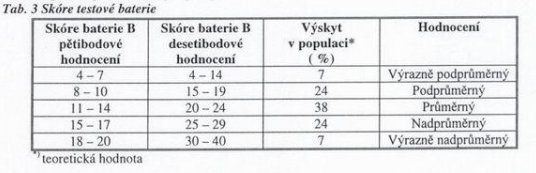 Tab. 3 Skóre testové baterie
Skóre baterie B pětibodové hodnocení | Skóre baterie B desetibodové hodnocení | Výskyt v populaci* ( %) | Hodnocení
4 – 7 | 4 – 14 | 7 | Výrazně podprůměrný
8 – 10 | 15 – 19 | 24 | Podprůměrný
11 – 14 | 20 – 24 | 38 | Průměrný
15 – 17 | 25 – 29 | 24 | Nadprůměrný
18 – 20 | 30 – 40 | 7 | Výrazně nadprůměrný
*) teoretická hodnota